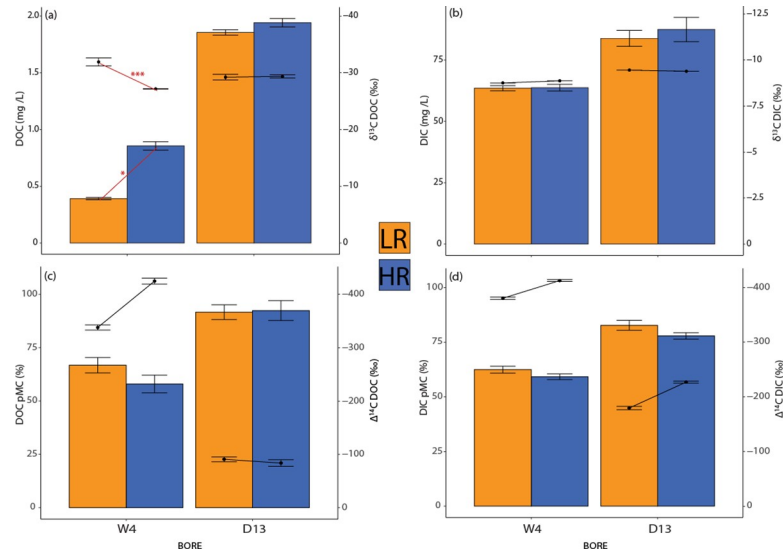 (a)
2.0
1.5
1.0
0.5
0
DOC (mg /L)
***
*
−40
−30
−20
−10
0
δ¹³C DOC (‰)
(b)
75
50
25
0
DIC (mg /L)
−12.5
−10
−7.5
−5
−2.5
0
δ¹³C DIC (‰)
LR
HR
(c)
100
75
50
25
0
DOC pMC (%)
−400
−300
−200
−100
0
Δ¹⁴C DOC (‰)
W4
D13
BORE
(d)
100
75
50
25
0
DIC pMC (%)
−400
−300
−200
−100
0
Δ¹⁴C DIC (‰)
W4
D13
BORE